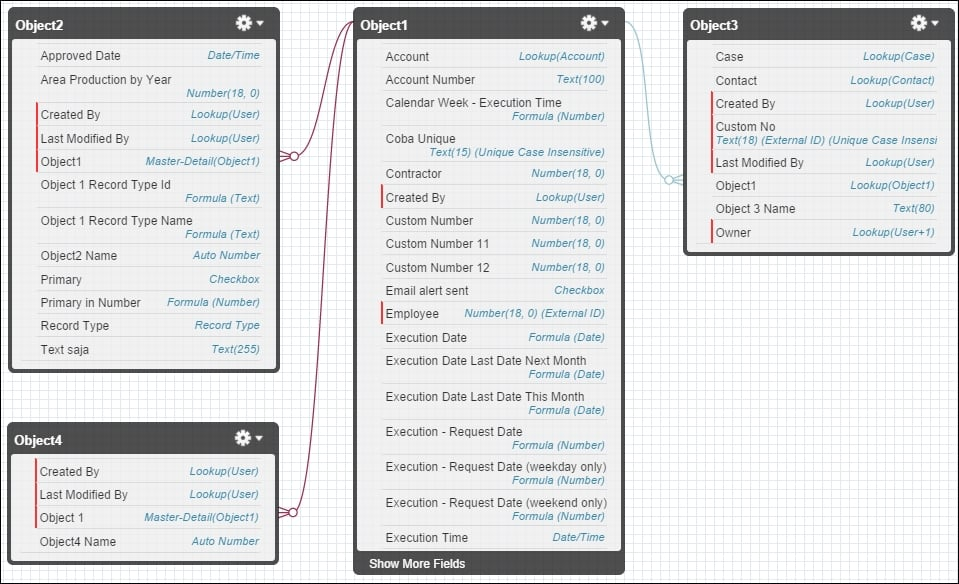 Object2
Approved Date Date/Time
Area Production by Year
Number(18, 0)
Created By Lookup(User)
Last Modified By Lookup(User)
Object1 Master-Detail(Object1)
Object 1 Record Type Id
Formula (Text)
Object 1 Record Type Name
Formula (Text)
Object2 Name Auto Number
Primary Checkbox
Primary in Number Formula (Number)
Record Type Record Type
Text saja Text(255)
Object4
Created By Lookup(User)
Last Modified By Lookup(User)
Object 1 Master-Detail(Object1)
Object4 Name Auto Number
Object1
Account Lookup(Account)
Account Number Text(100)
Calendar Week - Execution Time
Formula (Number)
Coba Unique
Text(15) (Unique Case Insensitive)
Contractor Number(18, 0)
Created By Lookup(User)
Custom Number Number(18, 0)
Custom Number 11 Number(18, 0)
Custom Number 12 Number(18, 0)
Email alert sent Checkbox
Employee Number(18, 0) (External ID)
Execution Date Formula (Date)
Execution Date Last Date Next Month
Formula (Date)
Execution Date Last Date This Month
Formula (Date)
Execution - Request Date
Formula (Number)
Execution - Request Date (weekday only)
Formula (Number)
Execution - Request Date (weekend only)
Formula (Number)
Execution Time Date/Time
Show More Fields
Object3
Case Lookup(Case)
Contact Lookup(Contact)
Created By Lookup(User)
Custom No
Text(18) (External ID) (Unique Case Insensi
Last Modified By Lookup(User)
Object1 Lookup(Object1)
Object 3 Name Text(80)
Owner Lookup(User+1)